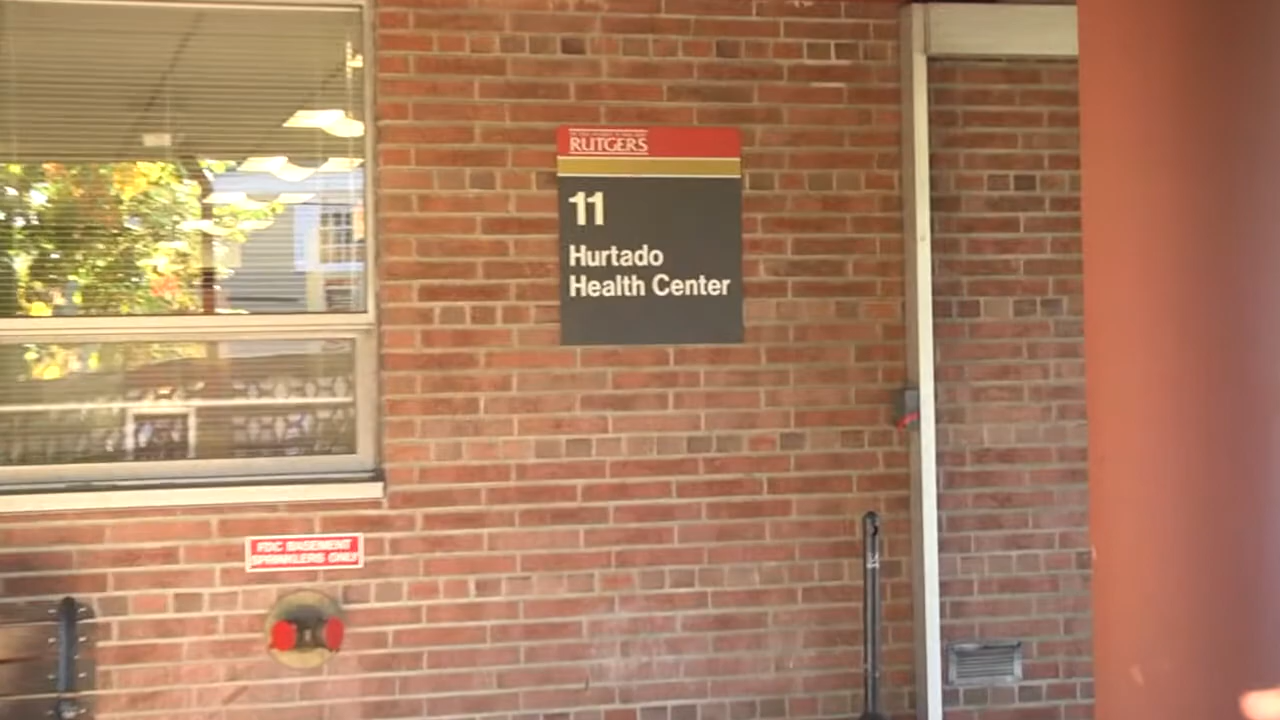 RUTGERS
11
Hurtado
Health Center
FDC BASEMENT
SPRINKLERS ONLY